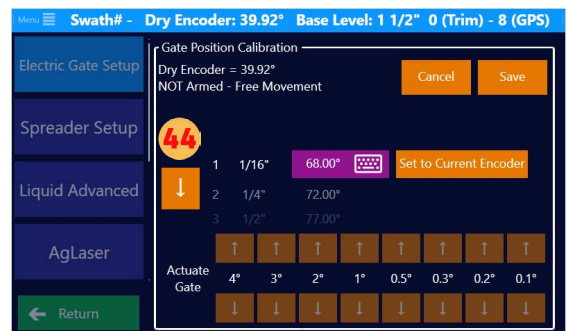 Menu Swath# - Dry Encoder: 39.92° Base Level: 1 1/2" 0 (Trim) - 8 (GPS)
Electric Gate Setup
Spreader Setup
Liquid Advanced
AgLaser
Return
Gate Position Calibration
Dry Encoder = 39.92°
NOT Armed - Free Movement
Cancel Save
44
1 1/16" 68.00° Set to Current Encoder
2 1/4" 72.00°
3 1/2" 77.00°
Actuate Gate
4° 3° 2° 1° 0.5° 0.3° 0.2° 0.1°